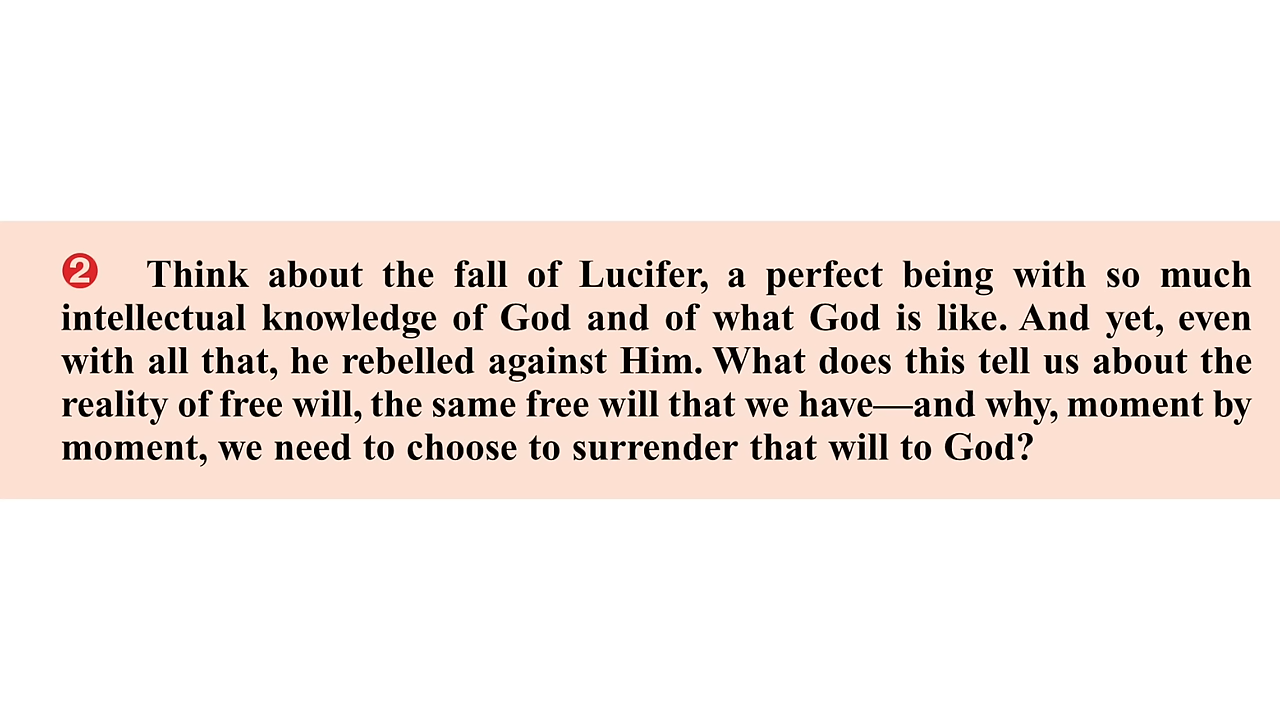 ❷ Think about the fall of Lucifer, a perfect being with so much
intellectual knowledge of God and of what God is like. And yet, even
with all that, he rebelled against Him. What does this tell us about the
reality of free will, the same free will that we have—and why, moment by
moment, we need to choose to surrender that will to God?